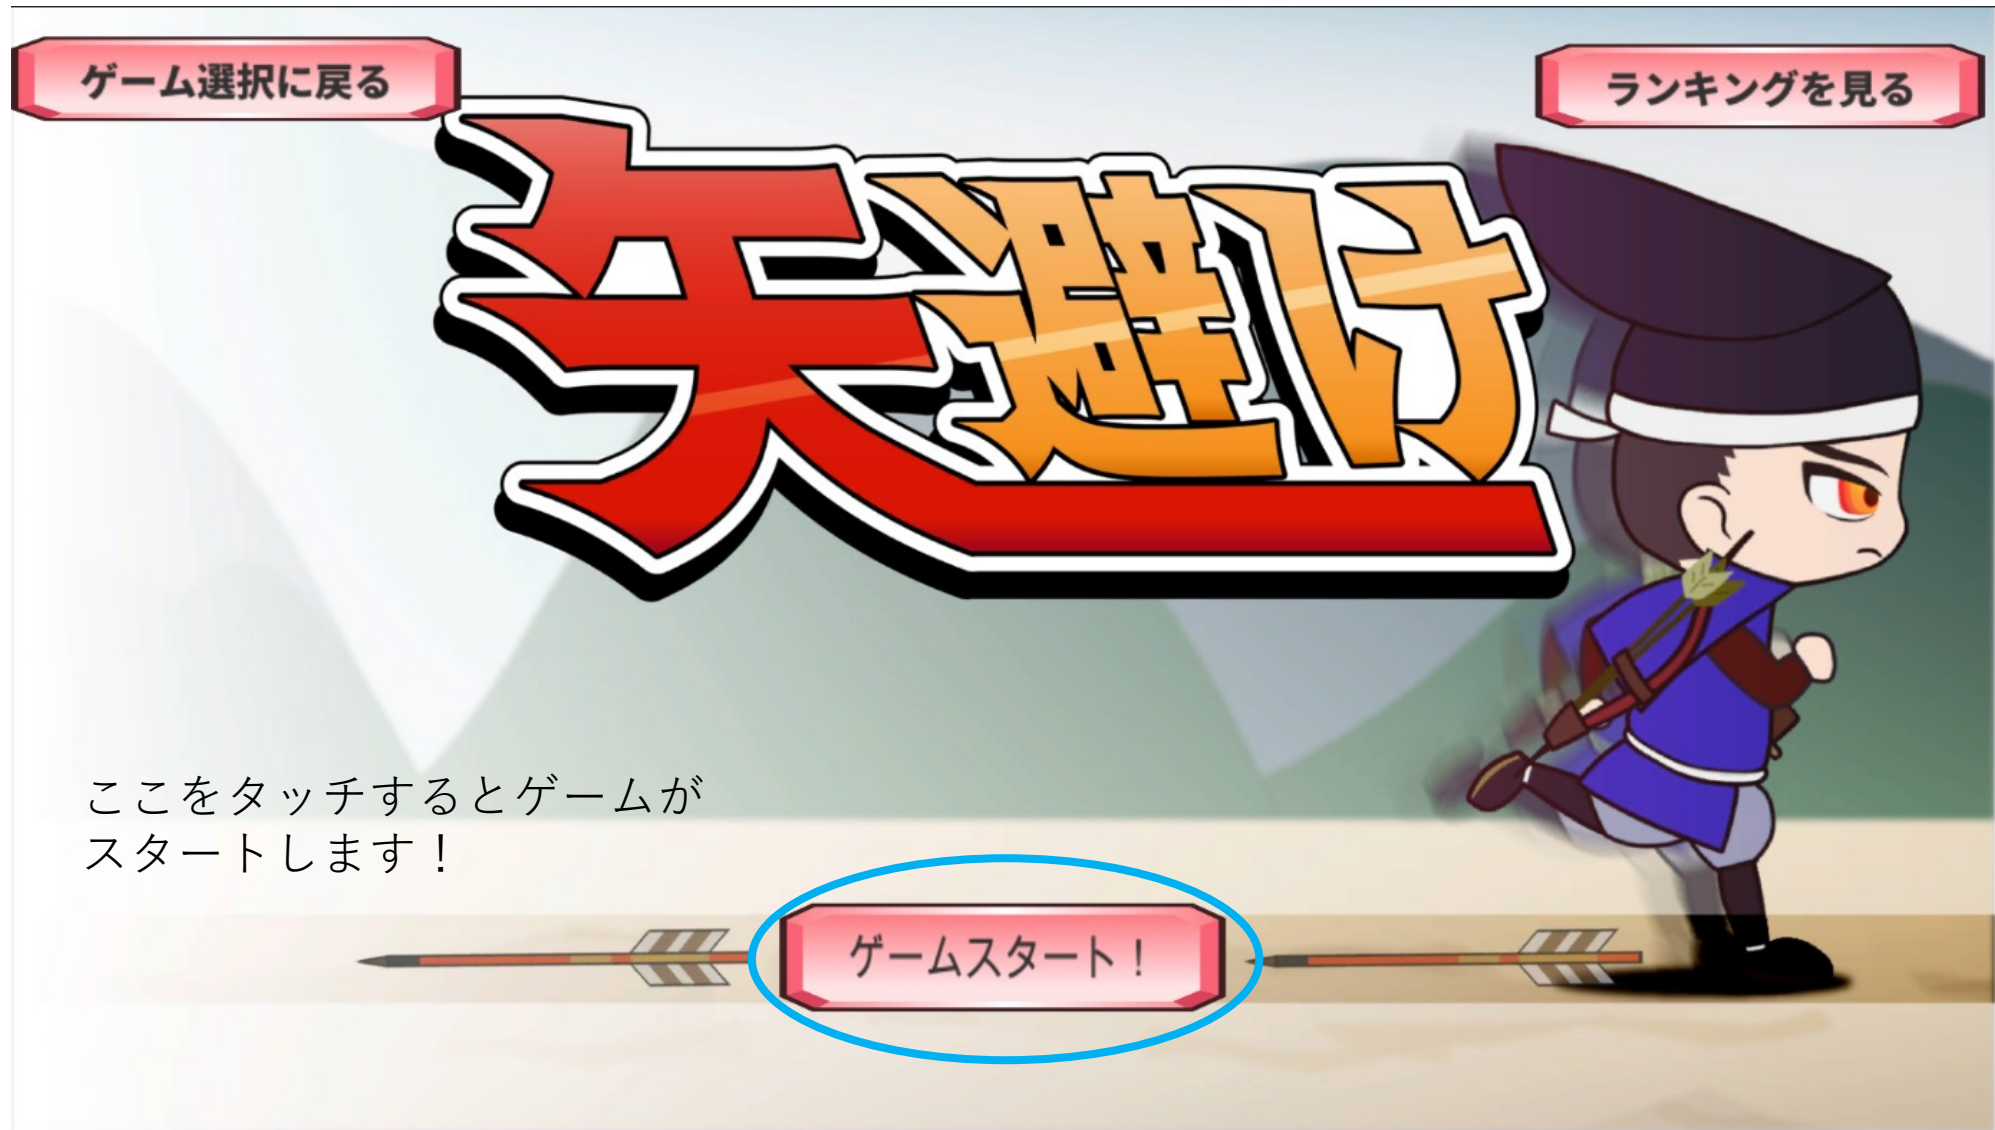 ゲーム選択に戻る
ランキングを見る
矢避け
ここをタッチするとゲームが
スタートします！
ゲームスタート！